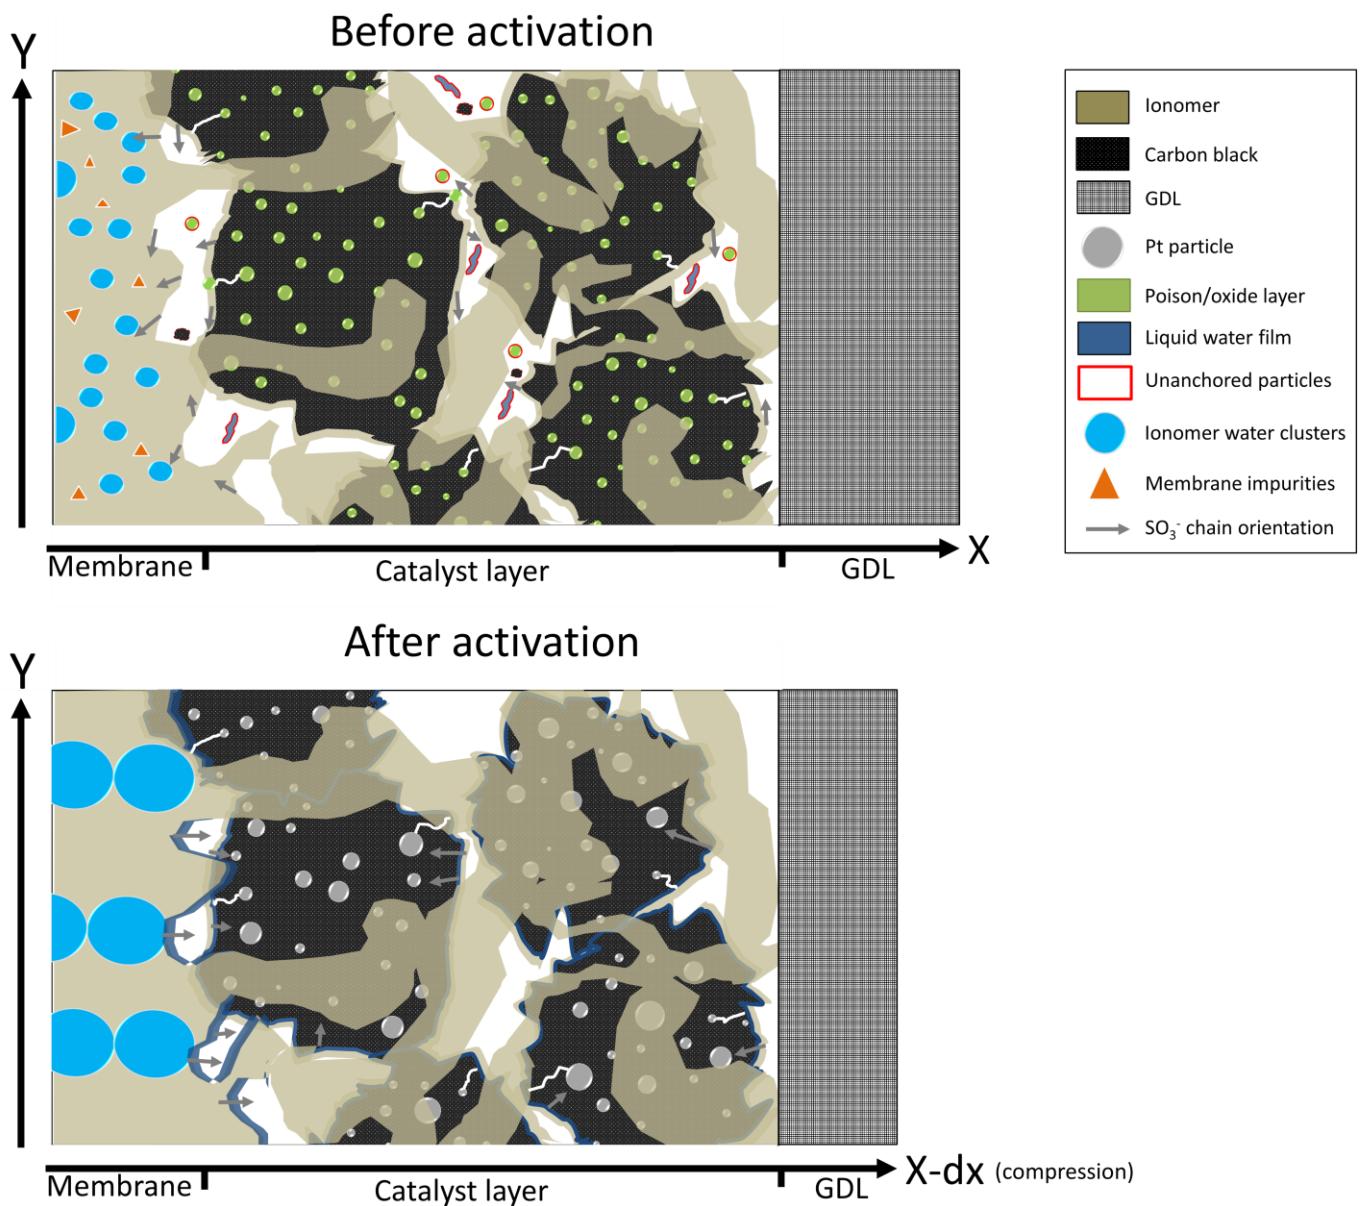 Before activation
Y
X
Membrane
Catalyst layer
GDL
Ionomer
Carbon black
GDL
Pt particle
Poison/oxide layer
Liquid water film
Unanchored particles
Ionomer water clusters
Membrane impurities
SO₃⁻ chain orientation
After activation
Y
X-dx (compression)
Membrane
Catalyst layer
GDL